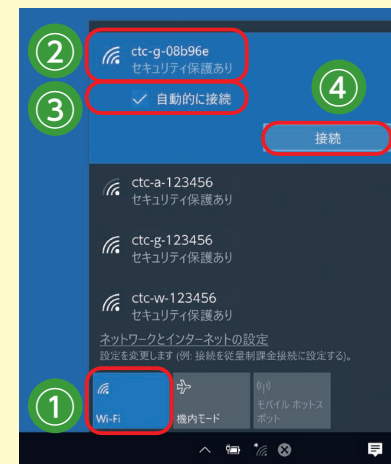 ②
ctc-g-08b96e
セキュリティ保護あり
③
自動的に接続
④
接続
ctc-a-123456
セキュリティ保護あり
ctc-g-123456
セキュリティ保護あり
ctc-w-123456
セキュリティ保護あり
ネットワークとインターネットの設定
設定を変更します (例: 接続を従量制課金接続に設定する)。
①
Wi-Fi
機内モード
モバイル ホットス
ポット